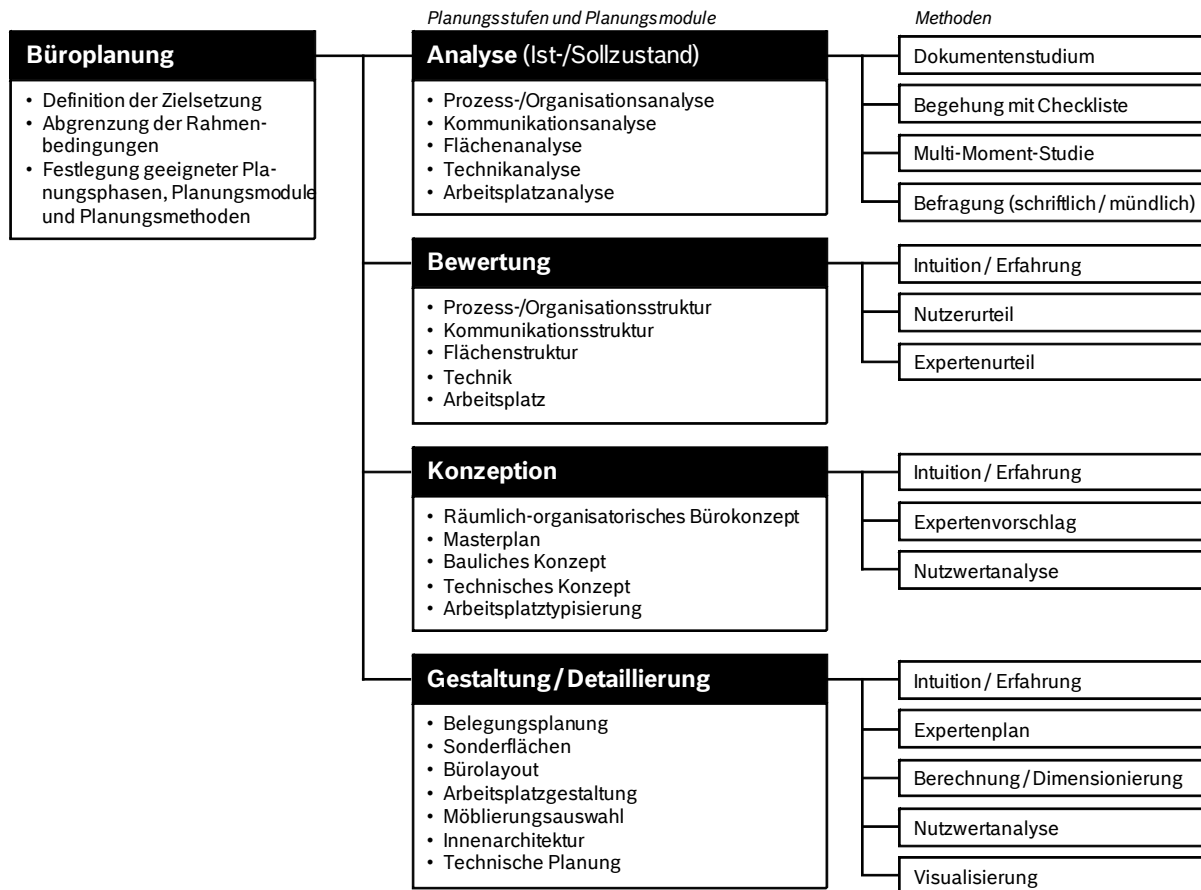 Planungsstufen und Planungsmodule
Methoden
Büroplanung
• Definition der Zielsetzung
• Abgrenzung der Rahmen-
bedingungen
• Festlegung geeigneter Pla-
nungsphasen, Planungsmodule
und Planungsmethoden
Analyse (Ist-/Sollzustand)
• Prozess-/Organisationsanalyse
• Kommunikationsanalyse
• Flächenanalyse
• Technikanalyse
• Arbeitsplatzanalyse
Dokumentenstudium
Begehung mit Checkliste
Multi-Moment-Studie
Befragung (schriftlich / mündlich)
Bewertung
• Prozess-/Organisationsstruktur
• Kommunikationsstruktur
• Flächenstruktur
• Technik
• Arbeitsplatz
Intuition / Erfahrung
Nutzerurteil
Expertenurteil
Konzeption
• Räumlich-organisatorisches Bürokonzept
• Masterplan
• Bauliches Konzept
• Technisches Konzept
• Arbeitsplatztypisierung
Intuition / Erfahrung
Expertenvorschlag
Nutzwertanalyse
Gestaltung / Detaillierung
• Belegungsplanung
• Sonderflächen
• Bürolayout
• Arbeitsplatzgestaltung
• Möblierungsauswahl
• Innenarchitektur
• Technische Planung
Intuition / Erfahrung
Expertenplan
Berechnung / Dimensionierung
Nutzwertanalyse
Visualisierung